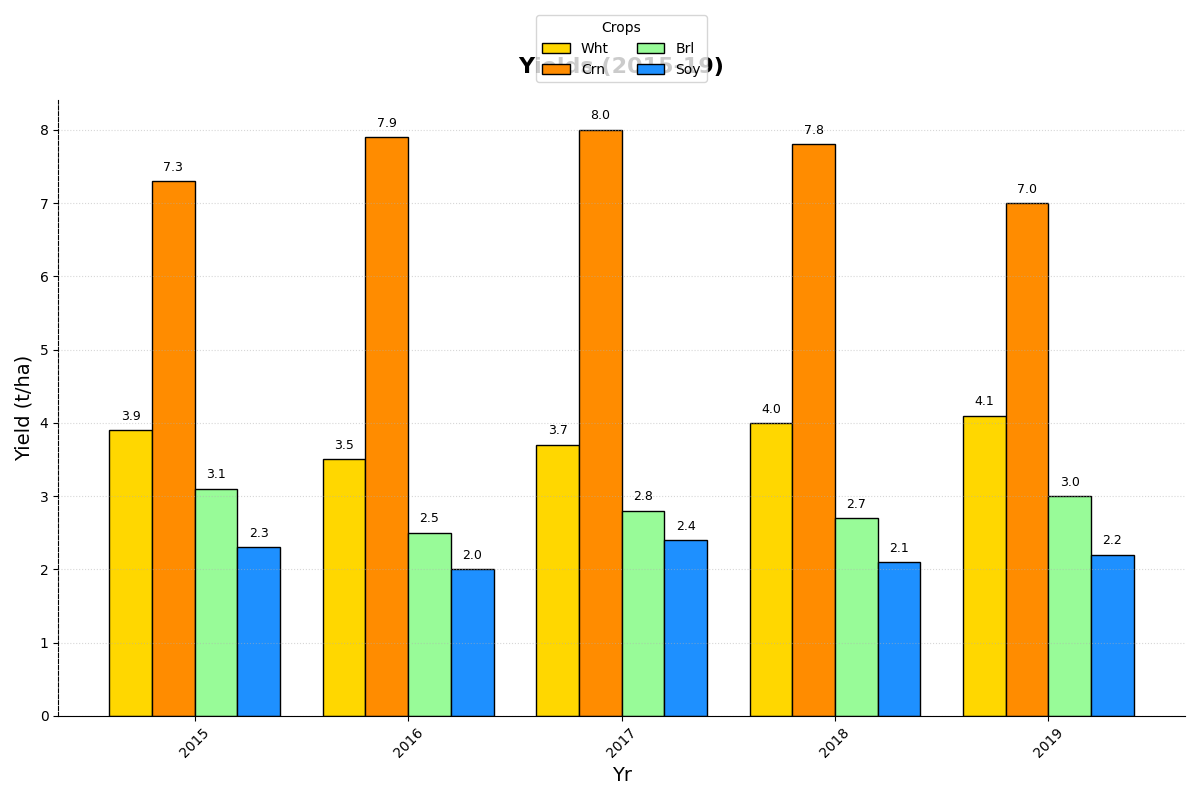 Crops
Wht Brl
Crn Soy
Yields (2015-19)
Yield (t/ha)
8
7
6
5
4
3
2
1
0
3.9 7.3 3.1 2.3
3.5 7.9 2.5 2.0
3.7 8.0 2.8 2.4
4.0 7.8 2.7 2.1
4.1 7.0 3.0 2.2
2015 2016 2017 2018 2019
Yr